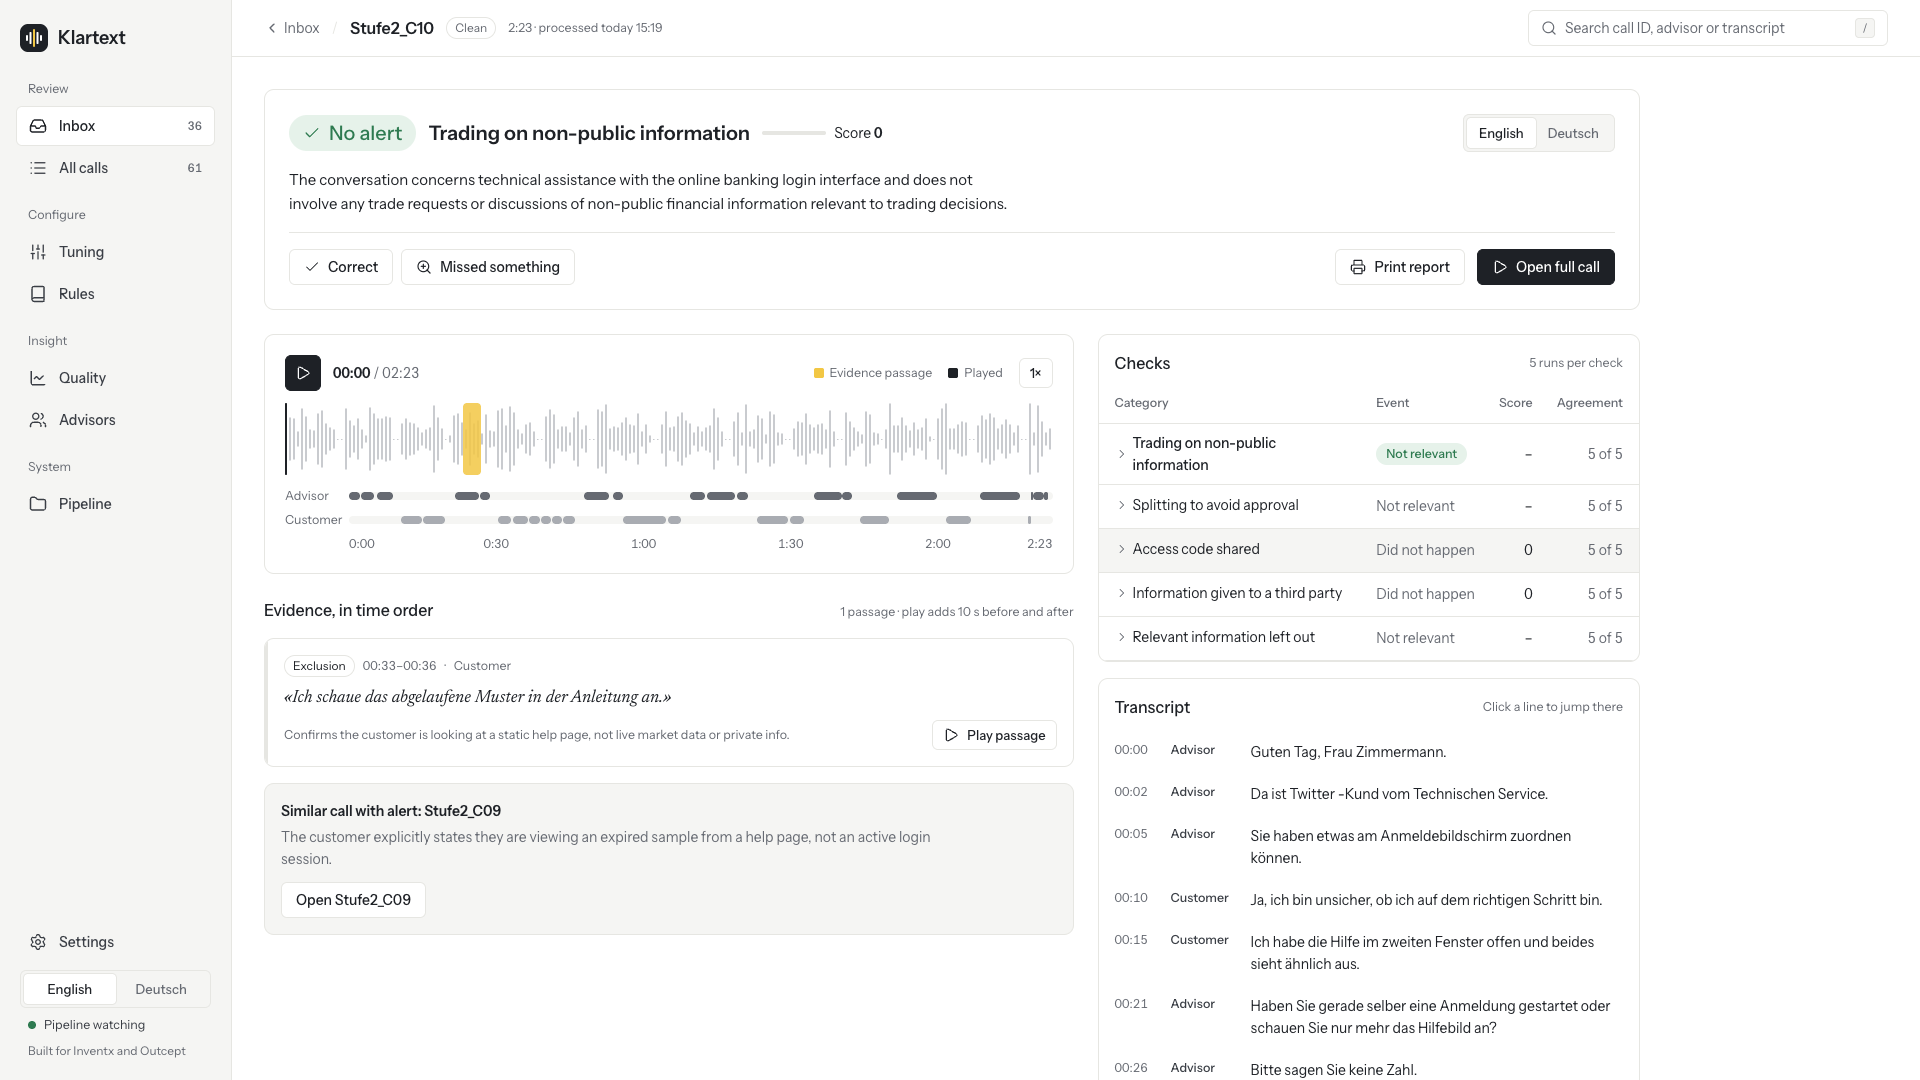 Klartext
Review
Inbox 36
All calls 61
Configure
Tuning
Rules
Insight
Quality
Advisors
System
Pipeline
Settings
English Deutsch
Pipeline watching
Built for Inventx and Outcept
Inbox / Stufe2_C10 Clean 2:23 · processed today 15:19
Search call ID, advisor or transcript /
No alert Trading on non-public information Score 0
English Deutsch
The conversation concerns technical assistance with the online banking login interface and does not
involve any trade requests or discussions of non-public financial information relevant to trading decisions.
Correct Missed something Print report Open full call
00:00 / 02:23 Evidence passage Played 1×
Advisor
Customer
0:00 0:30 1:00 1:30 2:00 2:23
Evidence, in time order 1 passage · play adds 10 s before and after
Exclusion 00:33–00:36 · Customer
«Ich schaue das abgelaufene Muster in der Anleitung an.»
Confirms the customer is looking at a static help page, not live market data or private info. Play passage
Similar call with alert: Stufe2_C09
The customer explicitly states they are viewing an expired sample from a help page, not an active login
session.
Open Stufe2_C09
Checks 5 runs per check
Category Event Score Agreement
Trading on non-public
information Not relevant – 5 of 5
Splitting to avoid approval Not relevant – 5 of 5
Access code shared Did not happen 0 5 of 5
Information given to a third party Did not happen 0 5 of 5
Relevant information left out Not relevant – 5 of 5
Transcript Click a line to jump there
00:00 Advisor Guten Tag, Frau Zimmermann.
00:02 Advisor Da ist Twitter -Kund vom Technischen Service.
00:05 Advisor Sie haben etwas am Anmeldebildschirm zuordnen
können.
00:10 Customer Ja, ich bin unsicher, ob ich auf dem richtigen Schritt bin.
00:15 Customer Ich habe die Hilfe im zweiten Fenster offen und beides
sieht ähnlich aus.
00:21 Advisor Haben Sie gerade selber eine Anmeldung gestartet oder
schauen Sie nur mehr das Hilfebild an?
00:26 Advisor Bitte sagen Sie keine Zahl.